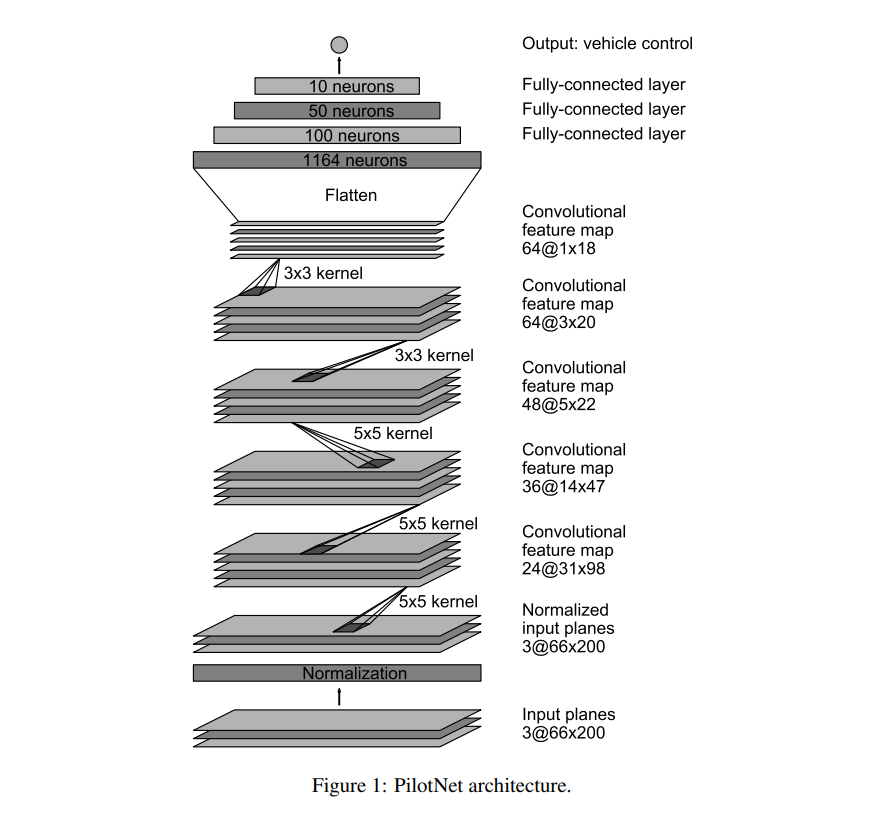 Output: vehicle control
10 neurons
Fully-connected layer
50 neurons
Fully-connected layer
100 neurons
Fully-connected layer
1164 neurons
Flatten
Convolutional
feature map
64@1x18
3x3 kernel
Convolutional
feature map
64@3x20
3x3 kernel
Convolutional
feature map
48@5x22
5x5 kernel
Convolutional
feature map
36@14x47
5x5 kernel
Convolutional
feature map
24@31x98
5x5 kernel
Normalized
input planes
3@66x200
Normalization
Input planes
3@66x200
Figure 1: PilotNet architecture.